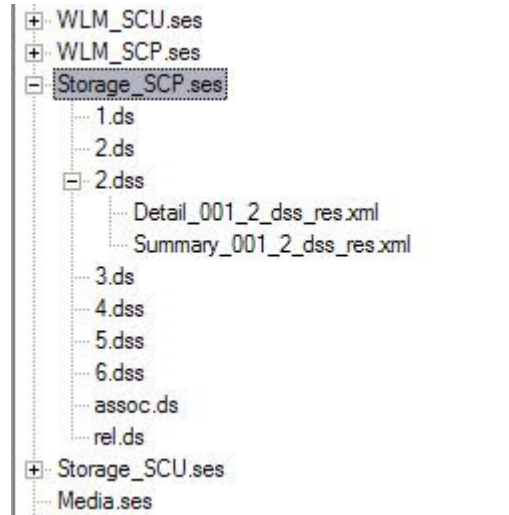 WLM_SCU.ses
WLM_SCP.ses
Storage_SCP.ses
1.ds
2.ds
2.dss
Detail_001_2_dss_res.xml
Summary_001_2_dss_res.xml
3.ds
4.dss
5.dss
6.dss
assoc.ds
rel.ds
Storage_SCU.ses
Media.ses